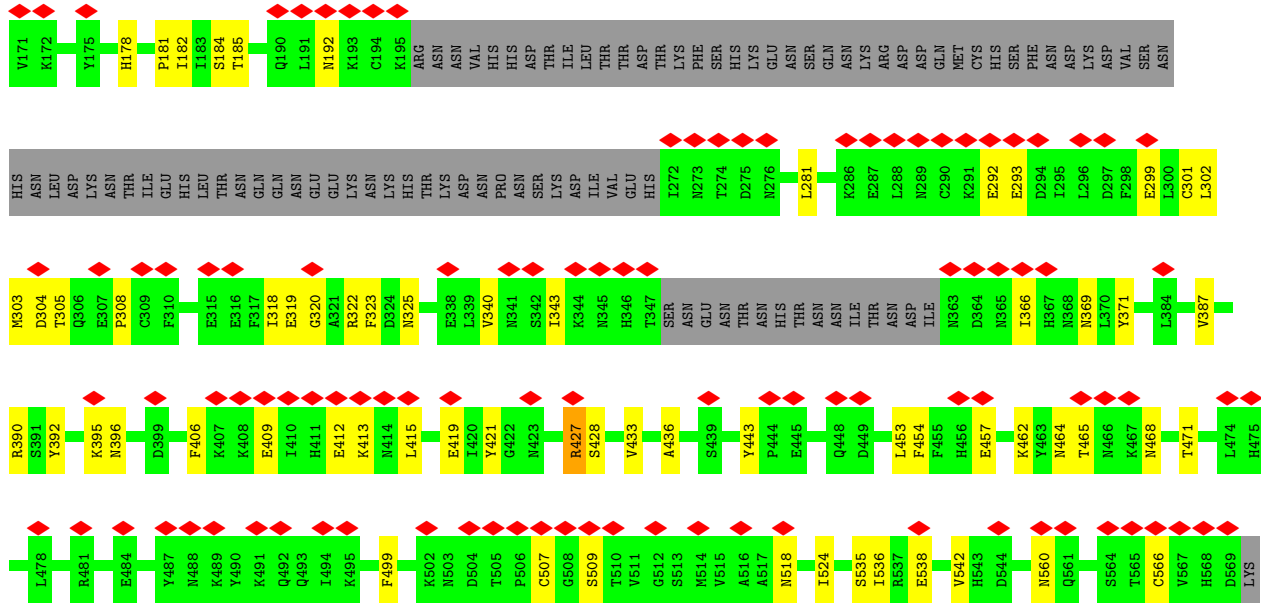 V171 K172 Y175 H178 P181 I182 I183 S184 T185 Q190 L191 N192 K193 C194 K195 ARG ASN ASN VAL HIS HIS ASP THR ILE LEU THR THR ASP THR LYS PHE SER HIS LYS GLU ASN SER GLN ASN LYS ARG ASP ASP GLN MET CYS HIS SER PHE ASN ASP LYS ASP VAL SER ASN
HIS ASN LEU ASP LYS ASN THR ILE GLU HIS LEU THR ASN GLN GLN ASN GLU GLU LYS ASN LYS HIS THR LYS ASP ASN PRO ASN SER LYS ASP ILE VAL GLU HIS I272 N273 T274 D275 N276 L281 K286 E287 L288 N289 C290 K291 E292 E293 D294 I295 L296 D297 F298 E299 L300 C301 L302
M303 D304 T305 Q306 E307 P308 C309 F310 E315 E316 F317 I318 E319 G320 A321 R322 F323 D324 N325 E338 L339 V340 N341 S342 I343 K344 N345 H346 T347 SER ASN GLU ASN THR ASN HIS THR ASN ASN ILE THR ASN ASP ILE N363 D364 N365 I366 H367 N368 N369 L370 Y371 L384 V387
R390 S391 Y392 K395 N396 D399 F406 K407 K408 E409 I410 H411 E412 K413 N414 L415 E419 I420 Y421 G422 N423 R427 S428 V433 A436 S439 Y443 P444 E445 Q448 D449 L453 F454 F455 H456 E457 K462 Y463 N464 T465 N466 K467 N468 T471 L474 H475
L478 R481 E484 Y487 N488 K489 Y490 K491 Q492 Q493 I494 K495 F499 K502 N503 D504 T505 P506 C507 G508 S509 T510 V511 G512 S513 M514 V515 A516 A517 N518 I524 S535 I536 R537 E538 V542 H543 D544 N560 Q561 S564 T565 C566 V567 H568 D569 LYS